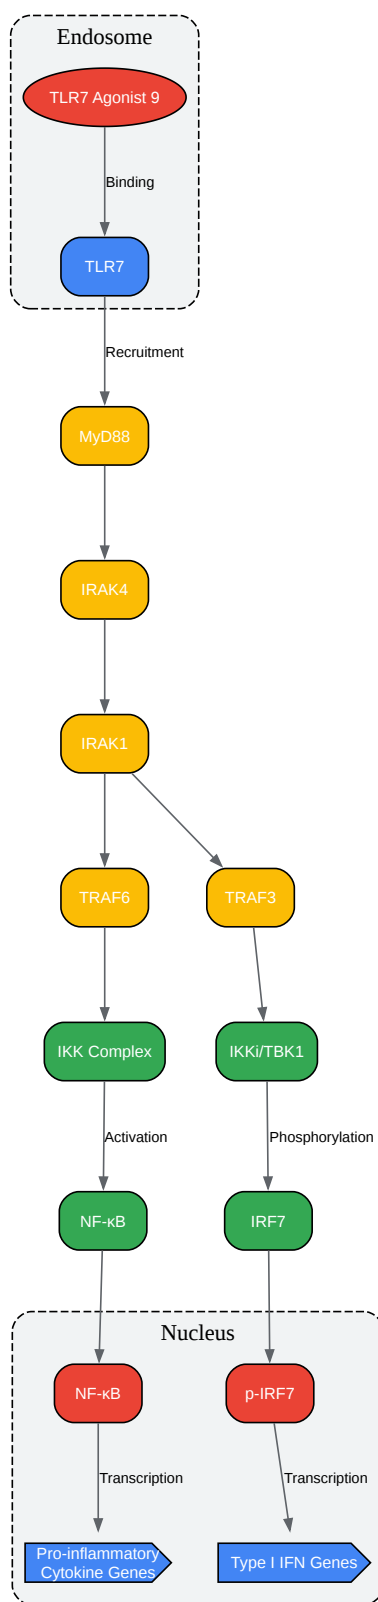 Endosome
TLR7 Agonist 9
Binding
TLR7
Recruitment
MyD88
IRAK4
IRAK1
TRAF6
TRAF3
IKK Complex
IKKi/TBK1
Activation
Phosphorylation
NF-κB
IRF7
Nucleus
NF-κB
p-IRF7
Transcription
Transcription
Pro-inflammatory
Cytokine Genes
Type I IFN Genes